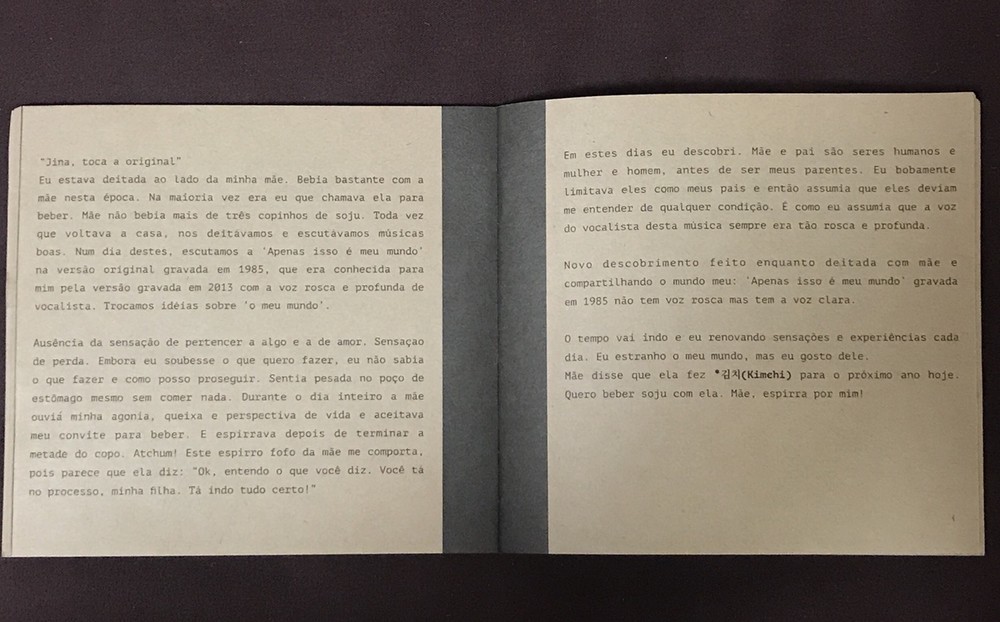 "Jina, toca a original"
Eu estava deitada ao lado da minha mãe. Bebia bastante com a
mãe nesta época. Na maioria vez era eu que chamava ela para
beber. Mãe não bebia mais de três copinhos de soju. Toda vez
que voltava a casa, nos deitávamos e escutávamos músicas
boas. Num dia destes, escutamos a 'Apenas isso é meu mundo'
na versão original gravada em 1985, que era conhecida para
mim pela versão gravada em 2013 com a voz rosca e profunda de
vocalista. Trocamos idéias sobre 'o meu mundo'.
Ausência da sensação de pertencer a algo e a de amor. Sensaçao
de perda. Embora eu soubesse o que quero fazer, eu não sabia
o que fazer e como posso proseguir. Sentia pesada no poço de
estômago mesmo sem comer nada. Durante o dia inteiro a mãe
ouviá minha agonia, queixa e perspectiva de vida e aceitava
meu convite para beber. E espirrava depois de terminar a
metade do copo. Atchum! Este espirro fofo da mãe me comporta,
pois parece que ela diz: "Ok, entendo o que você diz. Você tá
no processo, minha filha. Tá indo tudo certo!"
Em estes dias eu descobri. Mãe e pai são seres humanos e
mulher e homem, antes de ser meus parentes. Eu bobamente
limitava eles como meus pais e então assumia que eles deviam
me entender de qualquer condição. É como eu assumia que a voz
do vocalista desta música sempre era tão rosca e profunda.
Novo descobrimento feito enquanto deitada com mãe e
compartilhando o mundo meu: 'Apenas isso é meu mundo' gravada
em 1985 não tem voz rosca mas tem a voz clara.
O tempo vai indo e eu renovando sensações e experiências cada
dia. Eu estranho o meu mundo, mas eu gosto dele.
Mãe disse que ela fez *김치(Kimchi) para o próximo ano hoje.
Quero beber soju com ela. Mãe, espirra por mim!